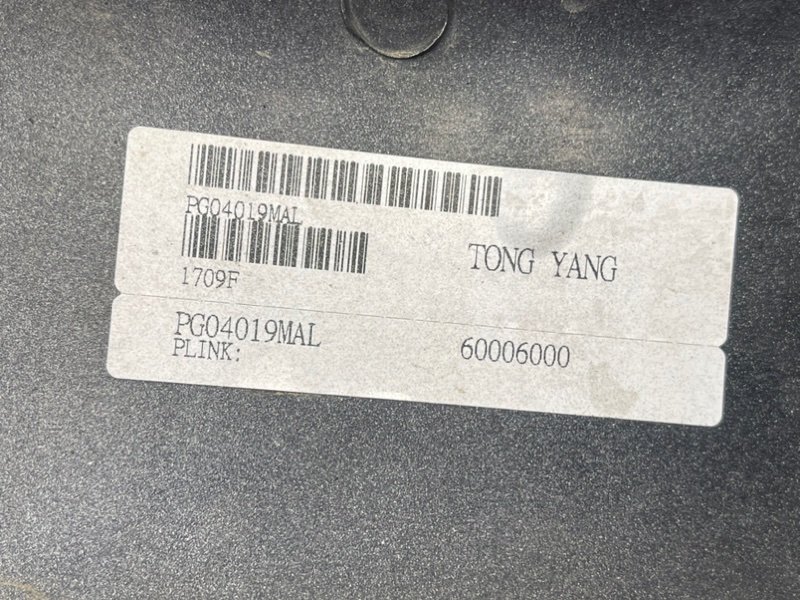 PG04019MAL
1709F
TONG YANG
PG04019MAL
PLINK:
60006000